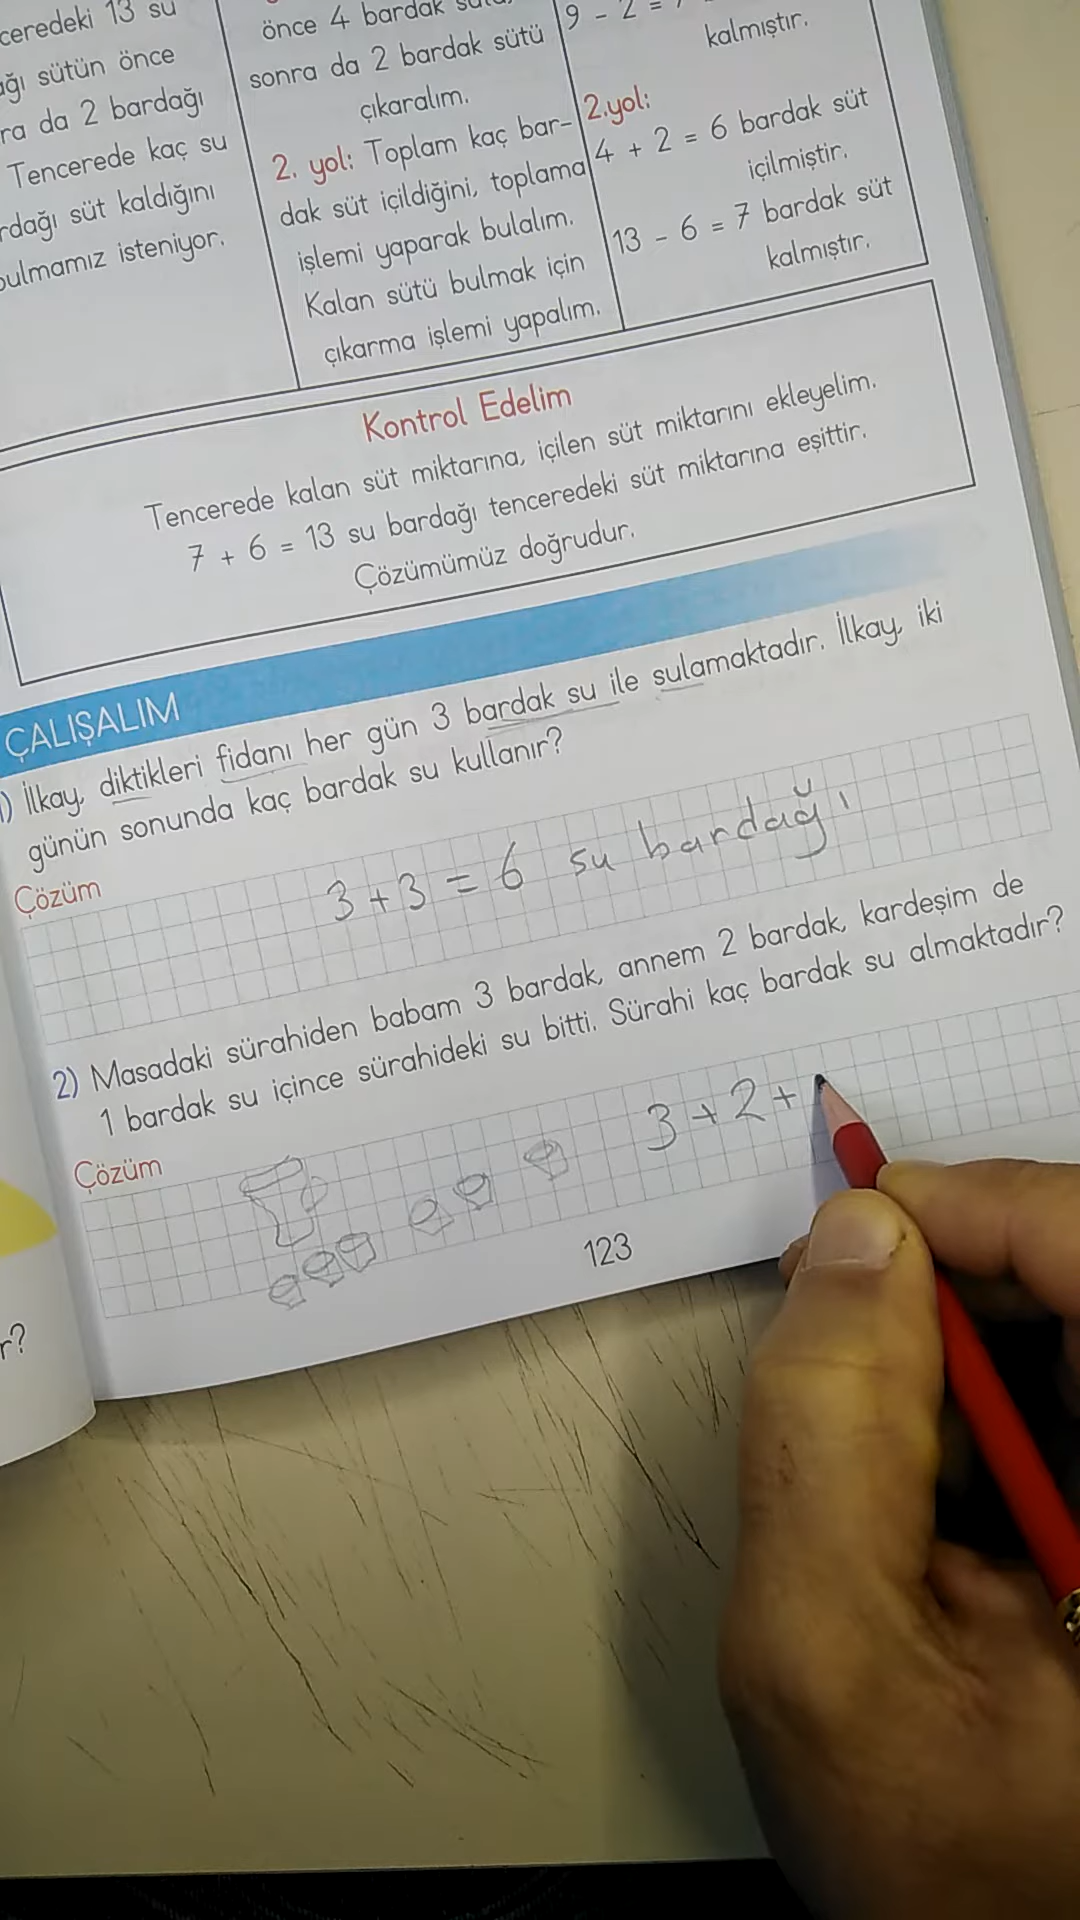 13 su
sütün önce
da 2 bardağı
Tencerede kaç su
süt kaldığını
isteniyor.
önce 4 bardak
sonra da 2 bardak sütü
çıkaralım.
2. yol: Toplam kaç bar-
dak süt içildiğini, toplama
işlemi yaparak bulalım.
Kalan sütü bulmak için
çıkarma işlemi yapalım.
9 - 2 =
kalmıştır.
2.yol:
4 + 2 = 6 bardak süt
içilmiştir.
13 - 6 = 7 bardak süt
kalmıştır.
Kontrol Edelim
Tencerede kalan süt miktarına, içilen süt miktarını ekleyelim.
7 + 6 = 13 su bardağı tenceredeki süt miktarına eşittir.
Çözümümüz doğrudur.
ÇALIŞALIM
1) İlkay, diktikleri fidanı her gün 3 bardak su ile sulamaktadır. İlkay, iki
günün sonunda kaç bardak su kullanır?
Çözüm
3 + 3 = 6 su bardağı
2) Masadaki sürahiden babam 3 bardak, annem 2 bardak, kardeşim de
1 bardak su içince sürahideki su bitti. Sürahi kaç bardak su almaktadır?
Çözüm
3 + 2 +
123